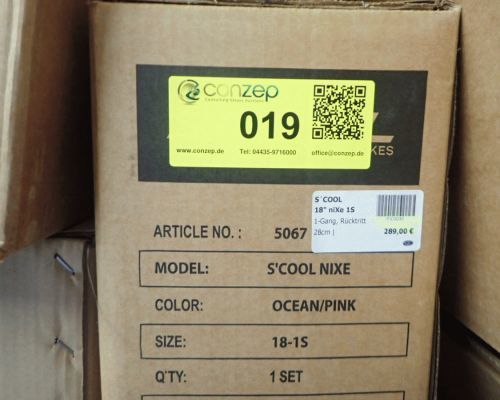 conzep
019
www.conzep.de
Tel: 04435-9716000
office@conzep.de
KES
S´COOL
18" niXe 1S
1-Gang, Rücktritt
28cm |
289,00 €
ARTICLE NO. : 5067
MODEL: S'COOL NIXE
COLOR: OCEAN/PINK
SIZE: 18-1S
Q'TY: 1 SET